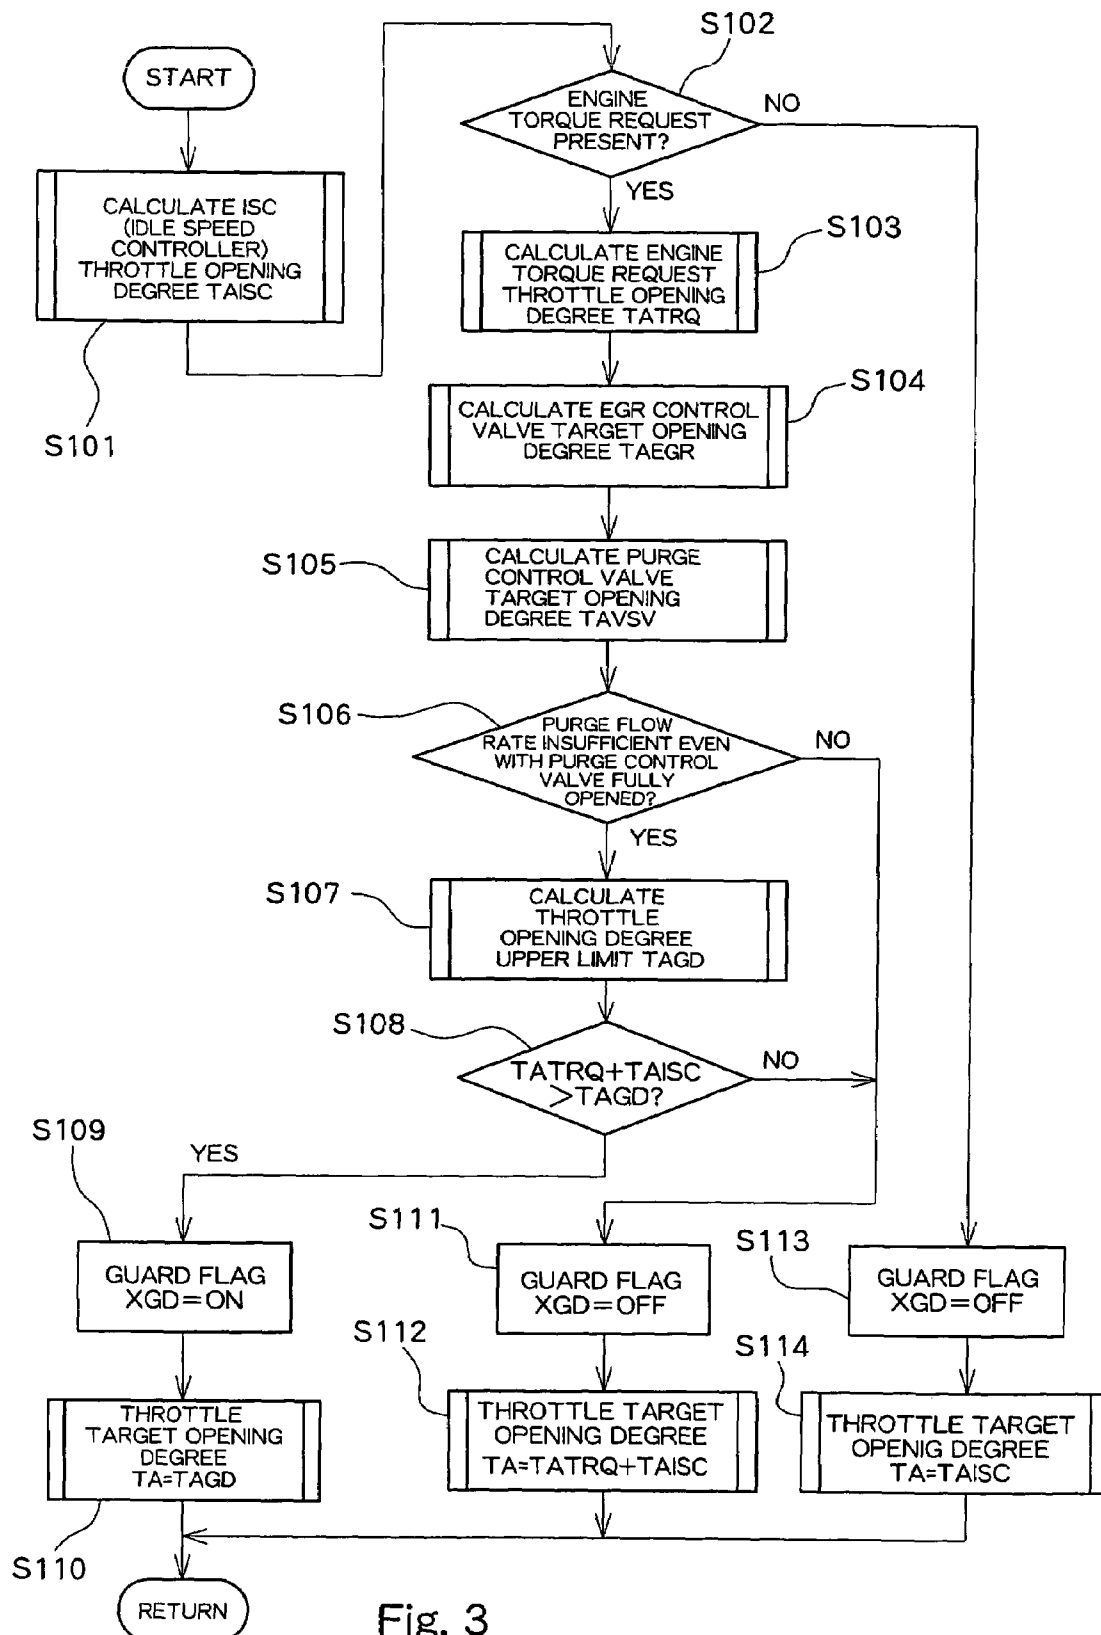 START
CALCULATE ISC
(IDLE SPEED
CONTROLLER)
THROTTLE OPENING
DEGREE TAISC
S101
S102
ENGINE
TORQUE REQUEST
PRESENT?
NO
YES
S103
CALCULATE ENGINE
TORQUE REQUEST
THROTTLE OPENING
DEGREE TATRQ
S104
CALCULATE EGR CONTROL
VALVE TARGET OPENING
DEGREE TAEGR
S105
CALCULATE PURGE
CONTROL VALVE
TARGET OPENING
DEGREE TAVSV
S106
PURGE FLOW
RATE INSUFFICIENT EVEN
WITH PURGE CONTROL
VALVE FULLY
OPENED?
NO
YES
S107
CALCULATE
THROTTLE
OPENING DEGREE
UPPER LIMIT TAGD
S108
TATRQ+TAISC
>TAGD?
NO
YES
S109
GUARD FLAG
XGD=ON
THROTTLE
TARGET OPENING
DEGREE
TA=TAGD
S110
S111
GUARD FLAG
XGD=OFF
S112
THROTTLE TARGET
OPENING DEGREE
TA=TATRQ+TAISC
S113
GUARD FLAG
XGD=OFF
S114
THROTTLE TARGET
OPENIG DEGREE
TA=TAISC
RETURN
Fig. 3